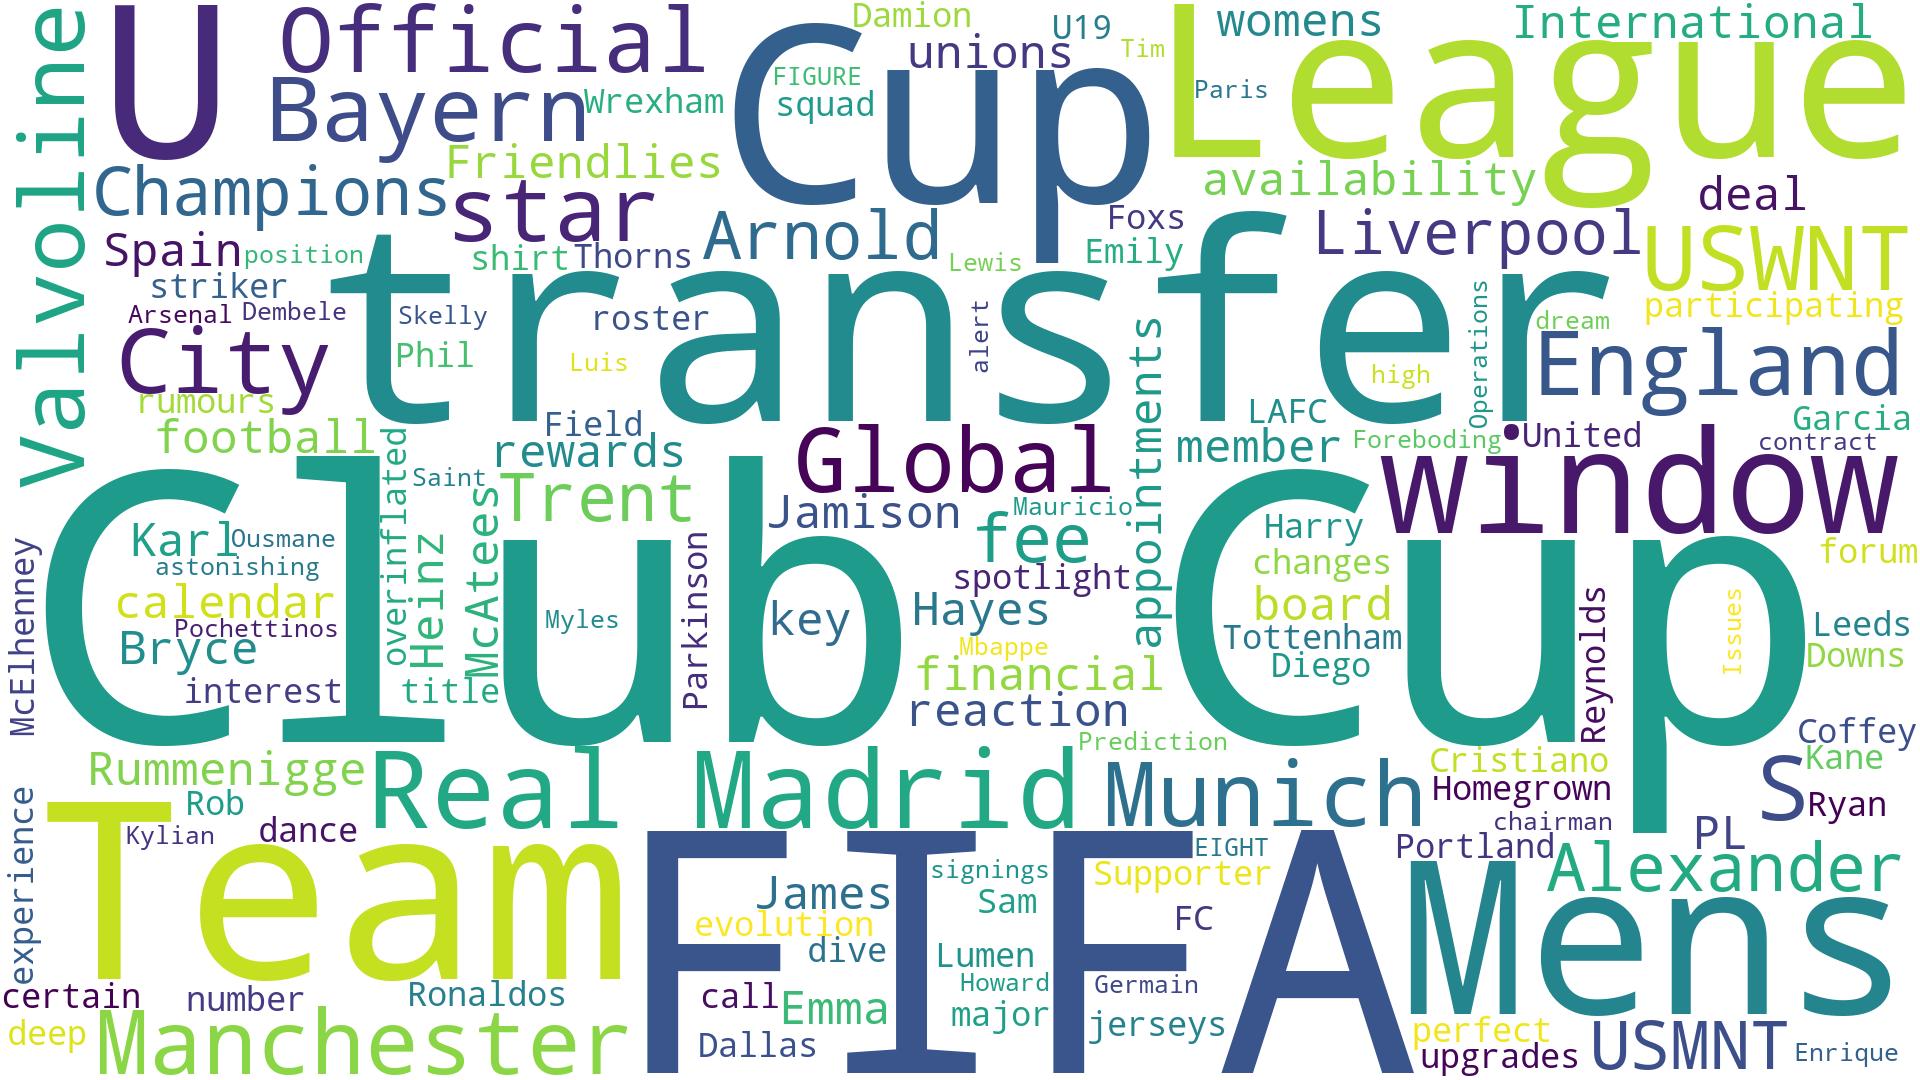 Valvoline
U
Official
Cup
Damion
unions
U19
Tim
League
womens
International
Bayern
Wrexham
FIGURE
squad
Paris
Champions
Friendlies
star
availability
deal
Spain
position
shirt
Thorns
Arnold
Lewis
Foxs
Emily
Liverpool
USWNT
striker
Arsenal
Dembele
transfer
Skelly
roster
alert
Operations
dream
participating
City
Phil
Luis
appointments
high
England
rumours
football
Field
rewards
Global
LAFC
member
Foreboding
United
Garcia
contract
window
overinflated
Saint
Trent
Jamison
Mauricio
fee
Harry
forum
Club Cup
Karl
Ousmane
astonishing
Heinz
McAtees
Parkinson
spotlight
changes
McElhenney
calendar
Pochettinos
Bryce
Myles
key
Hayes
board
Tottenham
Diego
Reynolds
Issues
Leeds
Downs
Mbappe
financial
interest
title
reaction
Coffey
Prediction
Rummenigge
Real Madrid
Munich
Cristiano
Homegrown
S
Kane
Ryan
experience
Rob
Kylian
dance
chairman
PL
Portland
Alexander
Team
FIFA
EIGHT
Mens
James
signings
Supporter
evolution
Sam
FC
dive
Lumen
certain
number
Ronaldos
call
Emma
Howard
Germain
major
jerseys
deep
Manchester
Dallas
perfect
upgrades
USMNT
Enrique